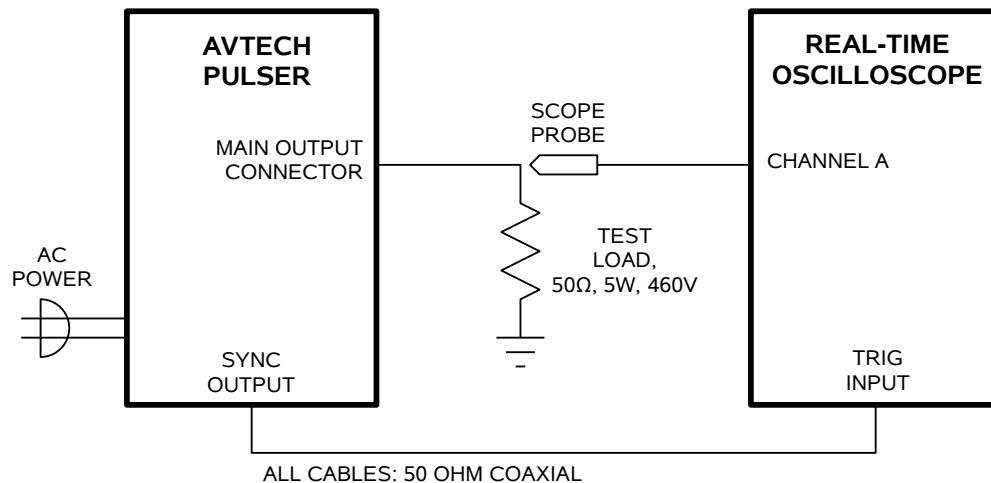 AVTECH
PULSER
MAIN OUTPUT
CONNECTOR
AC
POWER
SYNC
OUTPUT
SCOPE
PROBE
TEST
LOAD,
50Ω, 5W, 460V
REAL-TIME
OSCILLOSCOPE
CHANNEL A
TRIG
INPUT
ALL CABLES: 50 OHM COAXIAL